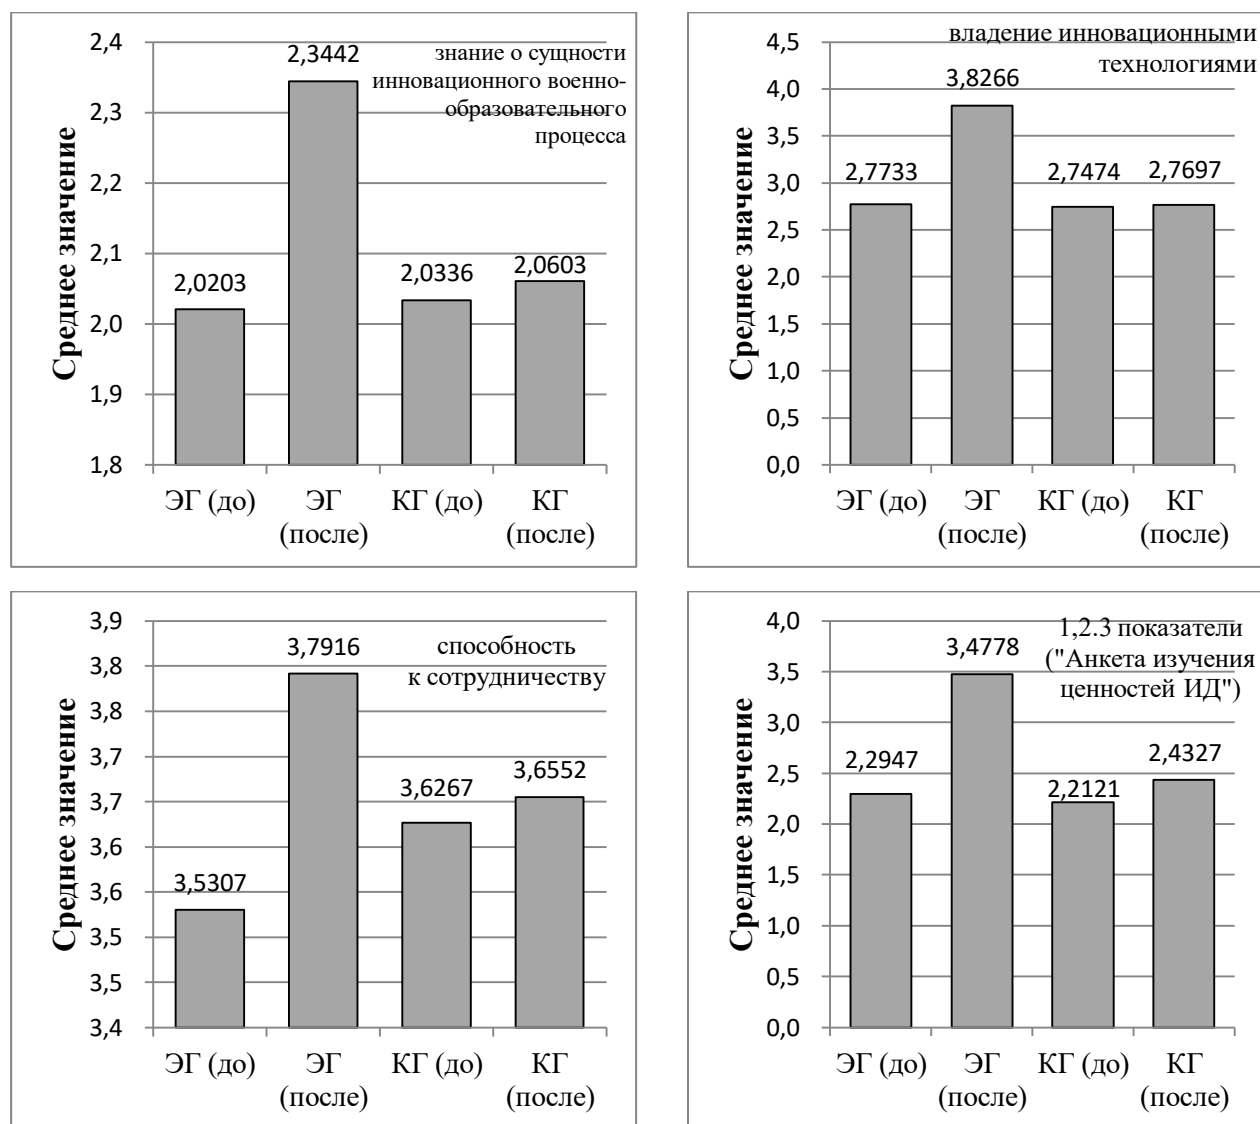 2,4
2,3
2,2
2,1
2,0
1,9
1,8
Среднее значение
знание о сущности
инновационного военно-
образовательного
процесса
2,0203
2,3442
2,0336
2,0603
ЭГ (до)
ЭГ
(после)
КГ (до)
КГ
(после)
4,5
4,0
3,5
3,0
2,5
2,0
1,5
1,0
0,5
0,0
Среднее значение
владение инновационными
технологиями
2,7733
3,8266
2,7474
2,7697
ЭГ (до)
ЭГ
(после)
КГ (до)
КГ
(после)
3,9
3,8
3,8
3,7
3,7
3,6
3,6
3,5
3,5
3,4
Среднее значение
способность
к сотрудничеству
3,5307
3,7916
3,6267
3,6552
ЭГ (до)
ЭГ
(после)
КГ (до)
КГ
(после)
4,0
3,5
3,0
2,5
2,0
1,5
1,0
0,5
0,0
Среднее значение
1,2.3 показатели
("Анкета изучения
ценностей ИД")
2,2947
3,4778
2,2121
2,4327
ЭГ (до)
ЭГ
(после)
КГ (до)
КГ
(после)